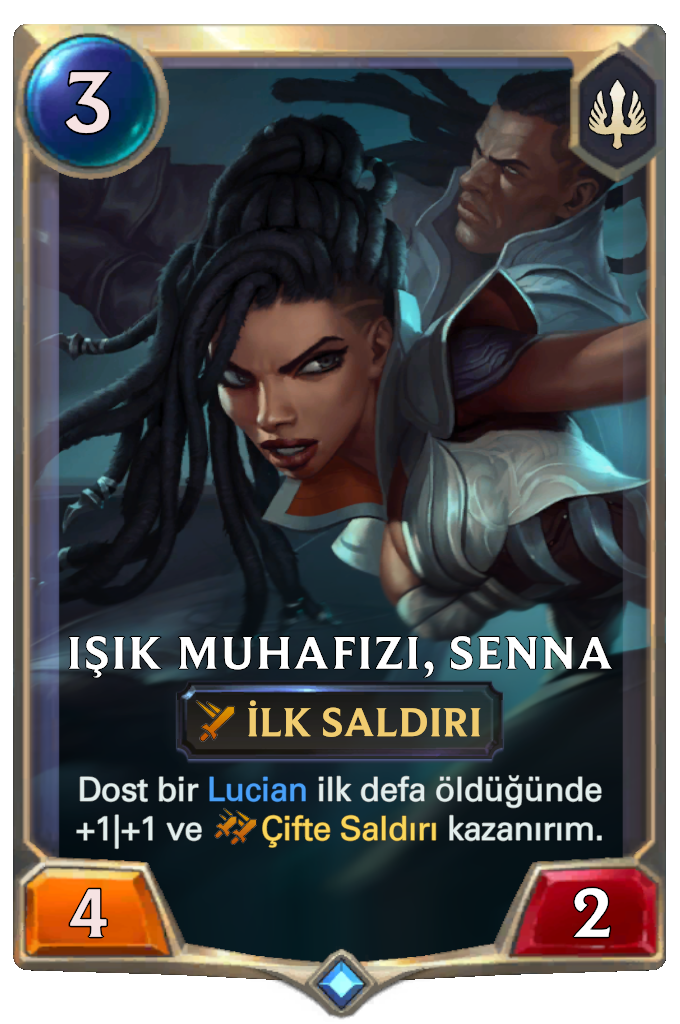 3
IŞIK MUHAFIZI, SENNA
İLK SALDIRI
Dost bir Lucian ilk defa öldüğünde
+1|+1 ve Çifte Saldırı kazanırım.
4
2